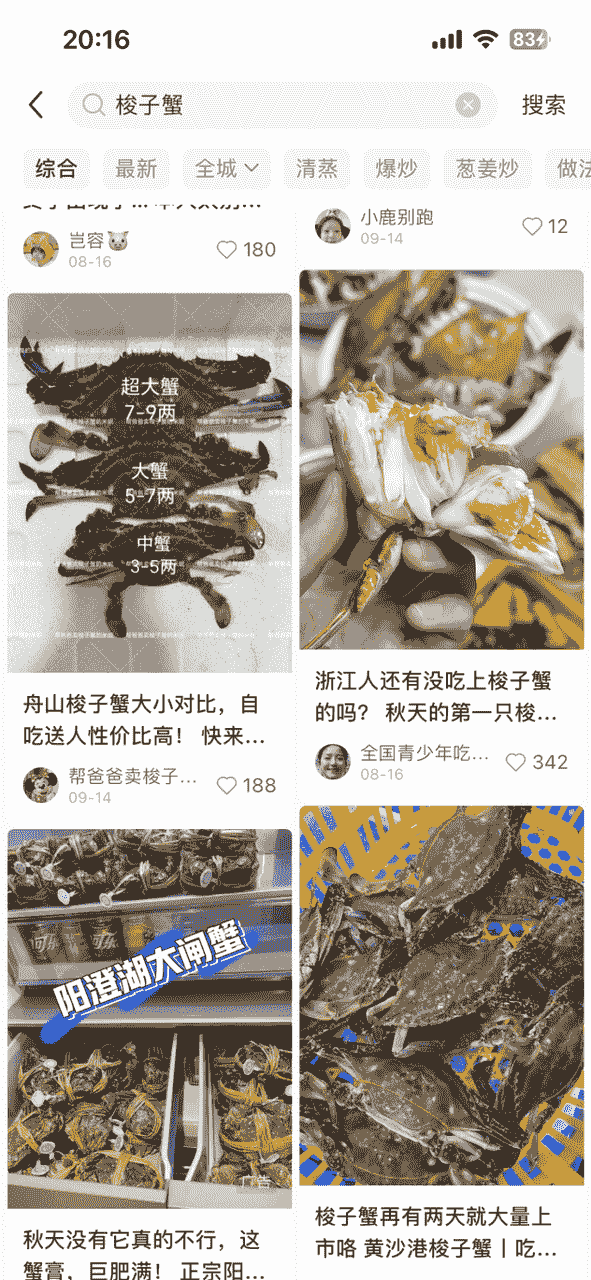 20:16
83
梭子蟹
搜索
综合
最新
全城
清蒸
爆炒
葱姜炒
做法
岂容🐷
08-16
180
超大蟹
7-9两
大蟹
5-7两
中蟹
3-5两
舟山梭子蟹大小对比，自
吃送人性价比高！ 快来...
帮爸爸卖梭子...
09-14
188
阳澄湖大闸蟹
广告
秋天没有它真的不行，这
蟹膏，巨肥满！ 正宗阳...
小鹿别跑
09-14
12
浙江人还有没吃上梭子蟹
的吗？ 秋天的第一只梭...
全国青少年吃...
08-16
342
梭子蟹再有两天就大量上
市咯 黄沙港梭子蟹丨吃...